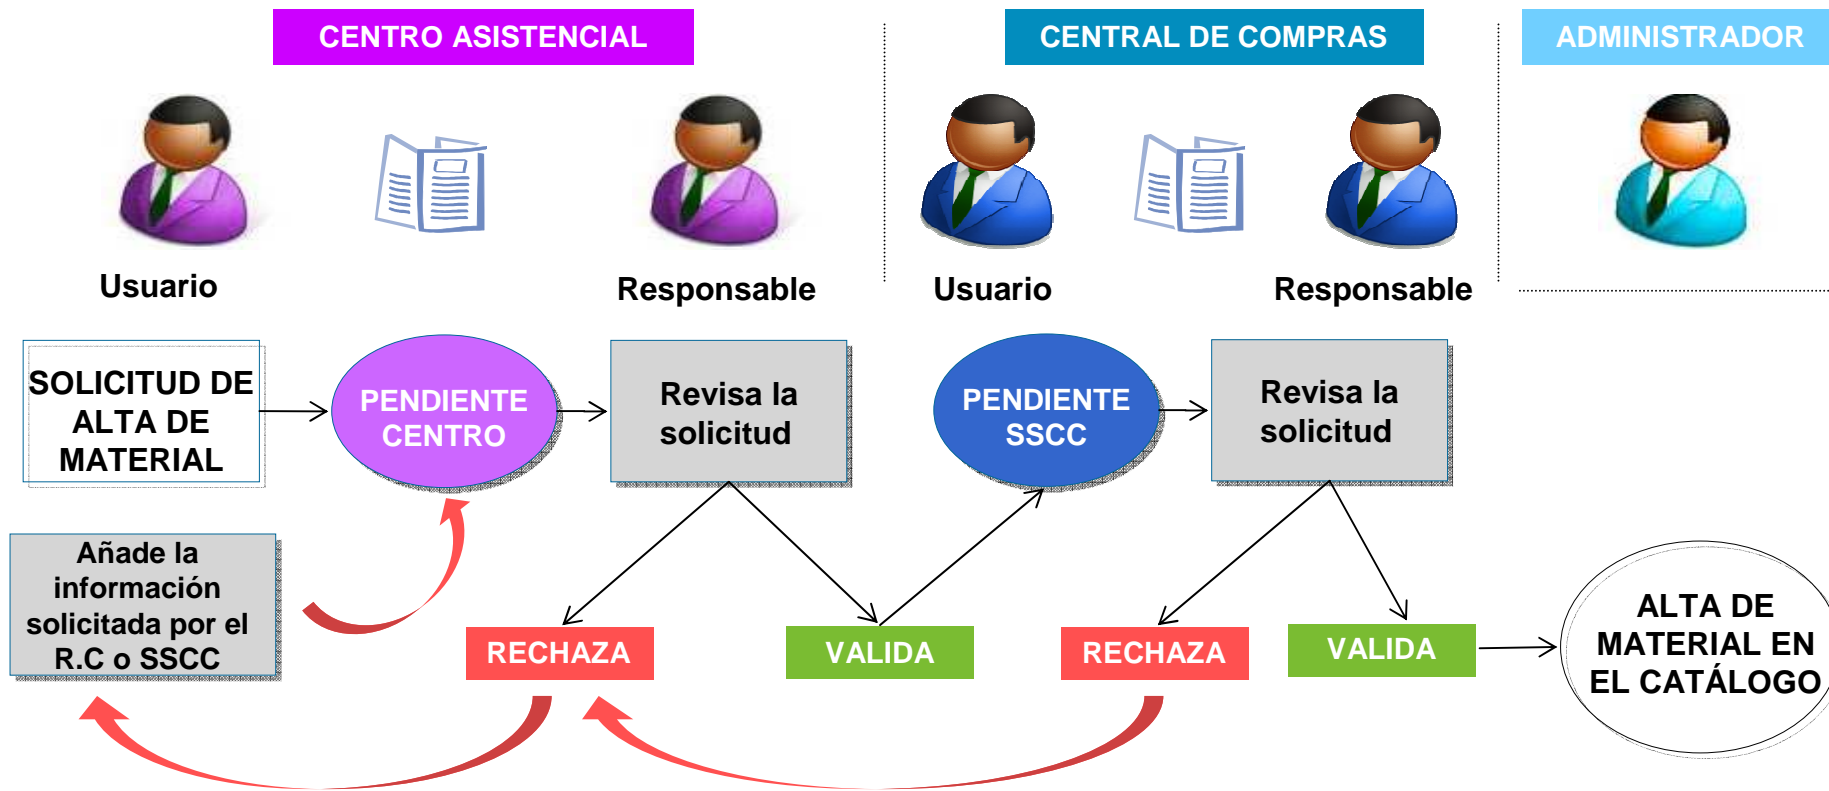 CENTRO ASISTENCIAL
CENTRAL DE COMPRAS
ADMINISTRADOR
Usuario
Responsable
Usuario
Responsable
SOLICITUD DE
ALTA DE
MATERIAL
PENDIENTE
CENTRO
Revisa la
solicitud
PENDIENTE
SSCC
Revisa la
solicitud
Añade la
información
solicitada por el
R.C o SSCC
RECHAZA
VALIDA
RECHAZA
VALIDA
ALTA DE
MATERIAL EN
EL CATÁLOGO